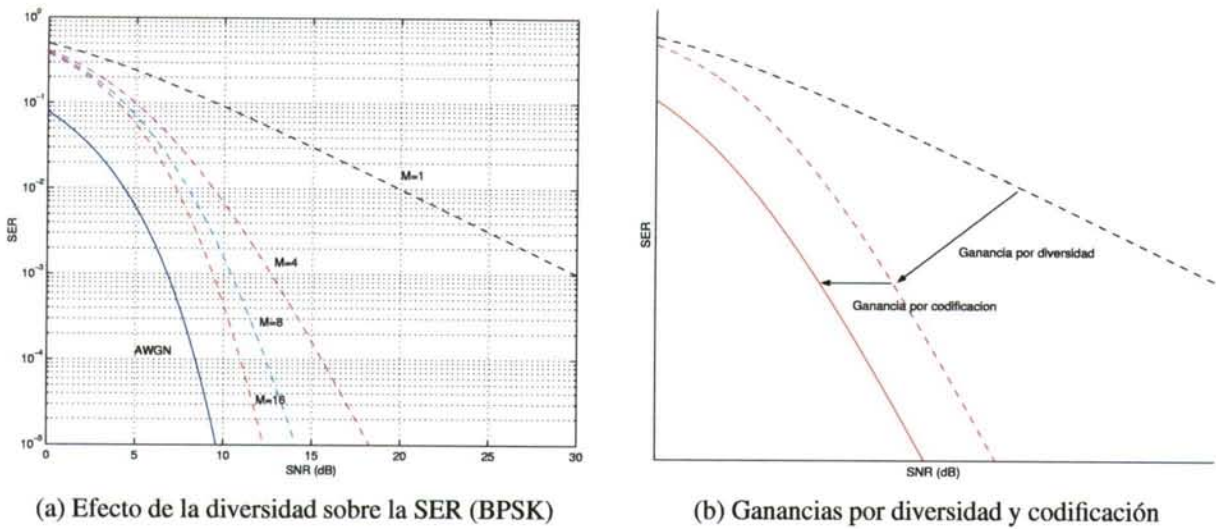 10⁰
10⁻¹
10⁻²
10⁻³
10⁻⁴
10⁻⁵
SER
M=1
M=4
M=8
AWGN
M=16
0 5 10 15 20 25 30
SNR (dB)
(a) Efecto de la diversidad sobre la SER (BPSK)
SER
Ganancia por diversidad
Ganancia por codificacion
SNR (dB)
(b) Ganancias por diversidad y codificación